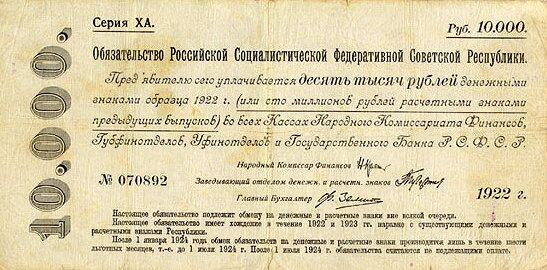 Серия ХА.
Руб. 10.000.
10.000.
Обязательство Российской Социалистической Федеративной Советской Республики.
Предъявителю сего уплачивается десять тысяч рублей денежными
знаками образца 1922 г. (или сто миллионов рублей расчетными знаками
предыдущих выпусков) во всех Кассах Народного Комиссариата Финансов,
Губфинотделов, Уфинотделов и Государственного Банка Р. С. Ф. С. Р.
Народный Комиссар Финансов
№ 070892
Заведывающий отделом денежн. и расчетн. знаков
Главный Бухгалтер
1922 г.
Настоящее обязательство подлежит обмену на денежные и расчетные знаки вне всякой очереди.
Настоящее обязательство имеет хождение в течение 1922 и 1923 гг. наравне с существующими денежными и
расчетными знаками Республики.
После 1 января 1924 года обмен обязательств на денежные и расчетные знаки производится лишь в течение шести
льготных месяцев, т.-е. до 1 июля 1924 г. После 1 июля 1924 г. обязательства считаются не подлежащими оплате.